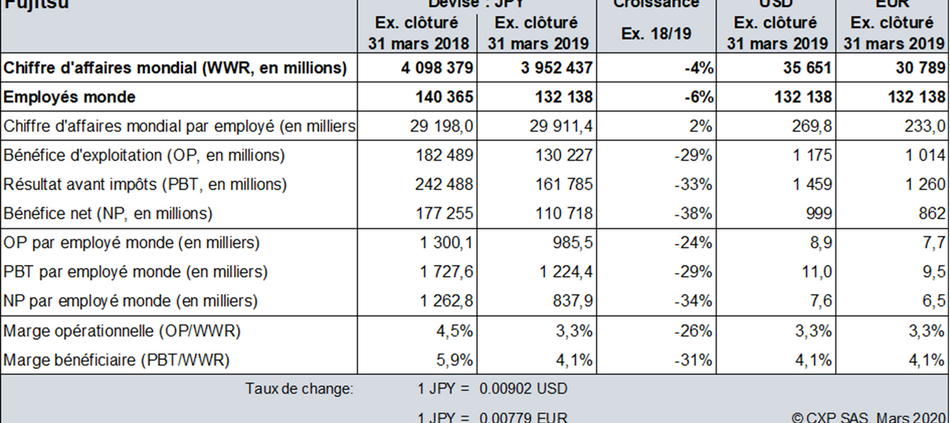 Fujitsu Devise : JPY Croissance USD EUR
Ex. clôturé Ex. clôturé Ex. 18/19 Ex. clôturé Ex. clôturé
31 mars 2018 31 mars 2019 31 mars 2019 31 mars 2019
Chiffre d'affaires mondial (WWR, en millions) 4 098 379 3 952 437 -4% 35 651 30 789
Employés monde 140 365 132 138 -6% 132 138 132 138
Chiffre d'affaires mondial par employé (en milliers 29 198,0 29 911,4 2% 269,8 233,0
Bénéfice d'exploitation (OP, en millions) 182 489 130 227 -29% 1 175 1 014
Résultat avant impôts (PBT, en millions) 242 488 161 785 -33% 1 459 1 260
Bénéfice net (NP, en millions) 177 255 110 718 -38% 999 862
OP par employé monde (en milliers) 1 300,1 985,5 -24% 8,9 7,7
PBT par employé monde (en milliers) 1 727,6 1 224,4 -29% 11,0 9,5
NP par employé monde (en milliers) 1 262,8 837,9 -34% 7,6 6,5
Marge opérationnelle (OP/WWR) 4,5% 3,3% -26% 3,3% 3,3%
Marge bénéficiaire (PBT/WWR) 5,9% 4,1% -31% 4,1% 4,1%
Taux de change: 1 JPY = 0.00902 USD
1 JPY = 0.00779 EUR © CXP SAS, Mars 2020